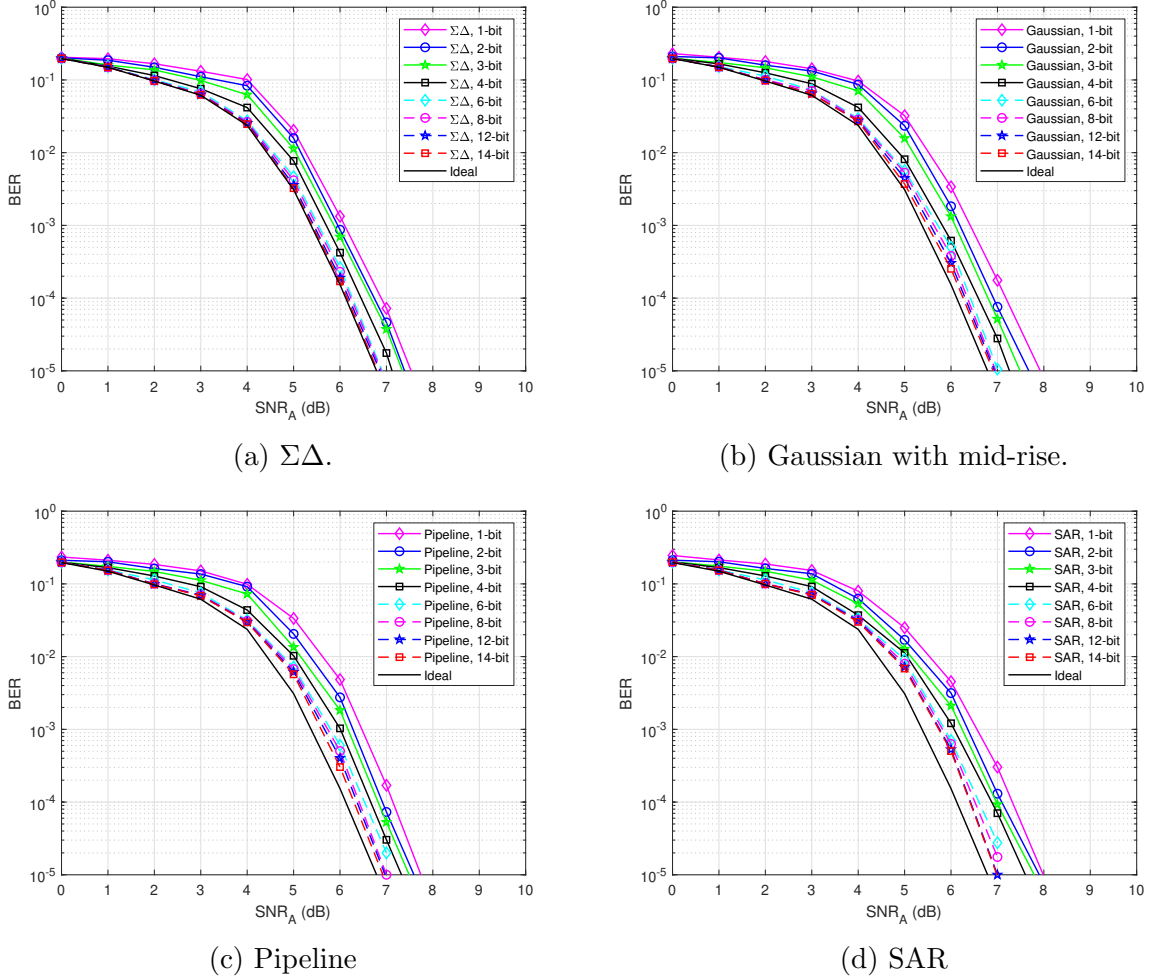 10^0
10^-1
10^-2
10^-3
10^-4
10^-5
BER
0 1 2 3 4 5 6 7 8 9 10
SNR_A (dB)
ΣΔ, 1-bit
ΣΔ, 2-bit
ΣΔ, 3-bit
ΣΔ, 4-bit
ΣΔ, 6-bit
ΣΔ, 8-bit
ΣΔ, 12-bit
ΣΔ, 14-bit
Ideal
(a) ΣΔ.
10^0
10^-1
10^-2
10^-3
10^-4
10^-5
BER
0 1 2 3 4 5 6 7 8 9 10
SNR_A (dB)
Gaussian, 1-bit
Gaussian, 2-bit
Gaussian, 3-bit
Gaussian, 4-bit
Gaussian, 6-bit
Gaussian, 8-bit
Gaussian, 12-bit
Gaussian, 14-bit
Ideal
(b) Gaussian with mid-rise.
10^0
10^-1
10^-2
10^-3
10^-4
10^-5
BER
0 1 2 3 4 5 6 7 8 9 10
SNR_A (dB)
Pipeline, 1-bit
Pipeline, 2-bit
Pipeline, 3-bit
Pipeline, 4-bit
Pipeline, 6-bit
Pipeline, 8-bit
Pipeline, 12-bit
Pipeline, 14-bit
Ideal
(c) Pipeline
10^0
10^-1
10^-2
10^-3
10^-4
10^-5
BER
0 1 2 3 4 5 6 7 8 9 10
SNR_A (dB)
SAR, 1-bit
SAR, 2-bit
SAR, 3-bit
SAR, 4-bit
SAR, 6-bit
SAR, 8-bit
SAR, 12-bit
SAR, 14-bit
Ideal
(d) SAR